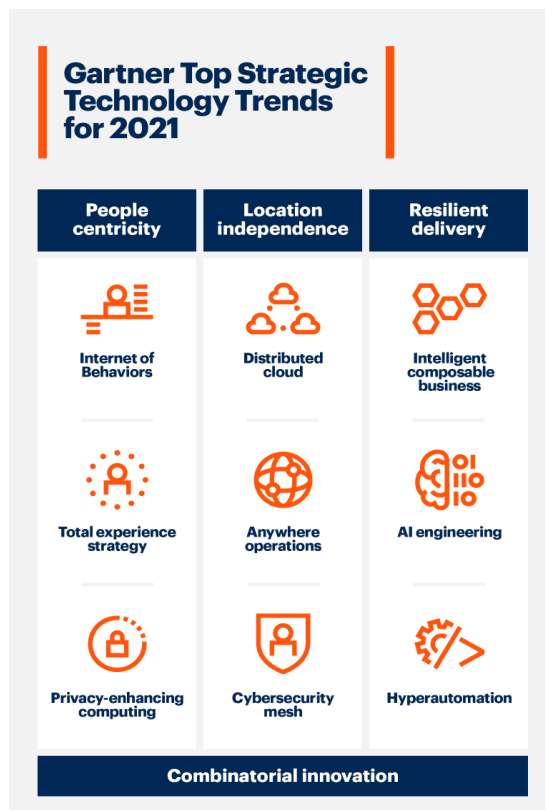 Gartner Top Strategic
Technology Trends
for 2021
People
centricity
Location
independence
Resilient
delivery
Internet of
Behaviors
Distributed
cloud
Intelligent
composable
business
Total experience
strategy
Anywhere
operations
AI engineering
Privacy-enhancing
computing
Cybersecurity
mesh
Hyperautomation
Combinatorial innovation